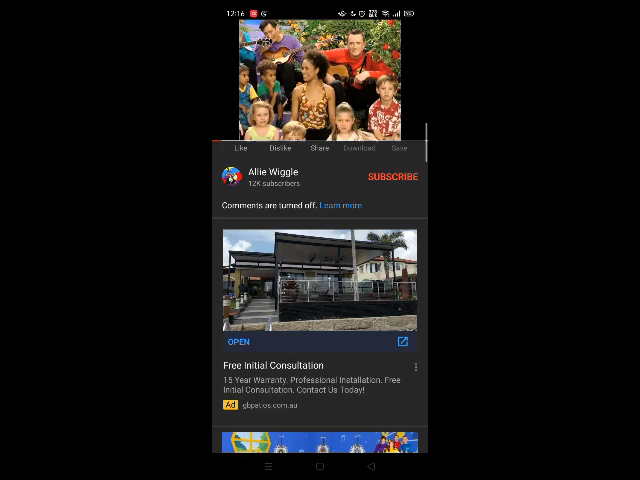 12:16
Like
Dislike
Share
Download
Save
Allie Wiggle
12K subscribers
SUBSCRIBE
Comments are turned off. Learn more
OPEN
Free Initial Consultation
15 Year Warranty. Professional Installation. Free
Initial Consultation. Contact Us Today!
Ad gbpatios.com.au